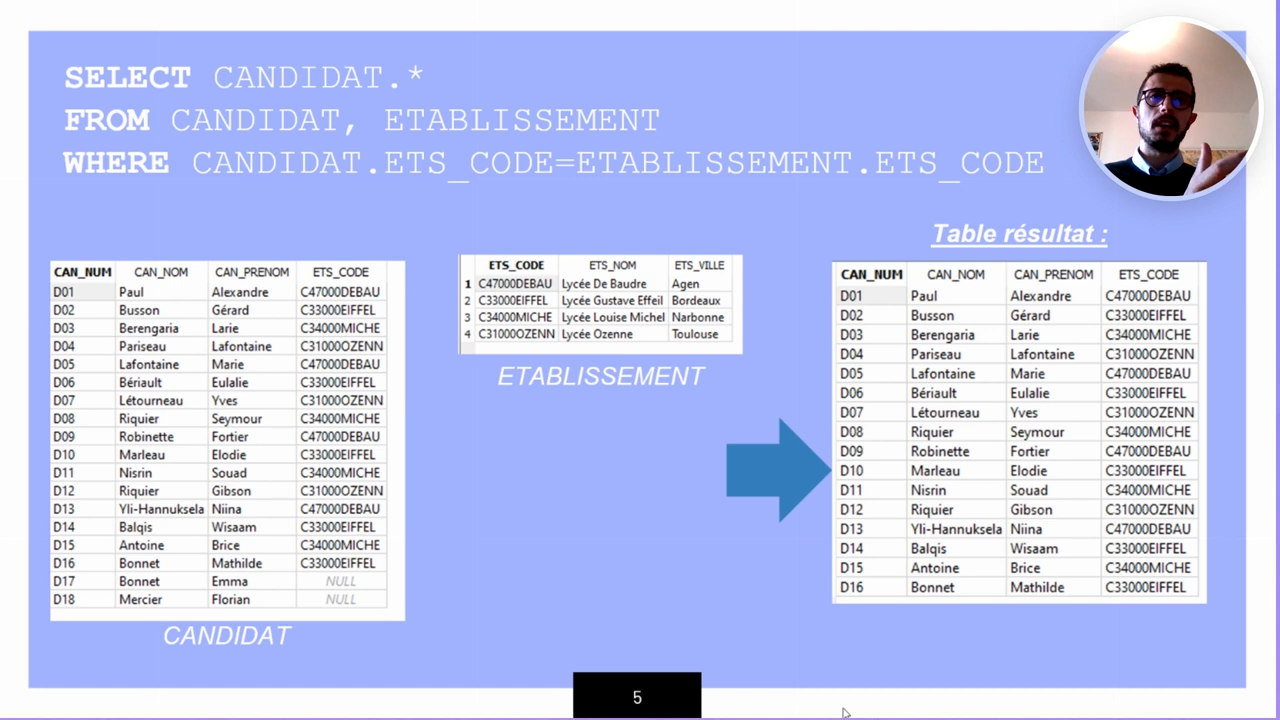 SELECT CANDIDAT.*
FROM CANDIDAT, ETABLISSEMENT
WHERE CANDIDAT.ETS_CODE=ETABLISSEMENT.ETS_CODE
Table résultat :
CAN_NUM CAN_NOM CAN_PRENOM ETS_CODE
D01 Paul Alexandre C47000DEBAU
D02 Busson Gérard C33000EIFFEL
D03 Berengaria Larie C34000MICHE
D04 Pariseau Lafontaine C31000OZENN
D05 Lafontaine Marie C47000DEBAU
D06 Bériault Eulalie C33000EIFFEL
D07 Létourneau Yves C31000OZENN
D08 Riquier Seymour C34000MICHE
D09 Robinette Fortier C47000DEBAU
D10 Marleau Elodie C33000EIFFEL
D11 Nisrin Souad C34000MICHE
D12 Riquier Gibson C31000OZENN
D13 Yli-Hannuksela Niina C47000DEBAU
D14 Balqis Wisaam C33000EIFFEL
D15 Antoine Brice C34000MICHE
D16 Bonnet Mathilde C33000EIFFEL
D17 Bonnet Emma NULL
D18 Mercier Florian NULL
CANDIDAT
ETS_CODE ETS_NOM ETS_VILLE
1 C47000DEBAU Lycée De Baudre Agen
2 C33000EIFFEL Lycée Gustave Effeil Bordeaux
3 C34000MICHE Lycée Louise Michel Narbonne
4 C31000OZENN Lycée Ozenne Toulouse
ETABLISSEMENT
CAN_NUM CAN_NOM CAN_PRENOM ETS_CODE
D01 Paul Alexandre C47000DEBAU
D02 Busson Gérard C33000EIFFEL
D03 Berengaria Larie C34000MICHE
D04 Pariseau Lafontaine C31000OZENN
D05 Lafontaine Marie C47000DEBAU
D06 Bériault Eulalie C33000EIFFEL
D07 Létourneau Yves C31000OZENN
D08 Riquier Seymour C34000MICHE
D09 Robinette Fortier C47000DEBAU
D10 Marleau Elodie C33000EIFFEL
D11 Nisrin Souad C34000MICHE
D12 Riquier Gibson C31000OZENN
D13 Yli-Hannuksela Niina C47000DEBAU
D14 Balqis Wisaam C33000EIFFEL
D15 Antoine Brice C34000MICHE
D16 Bonnet Mathilde C33000EIFFEL
5